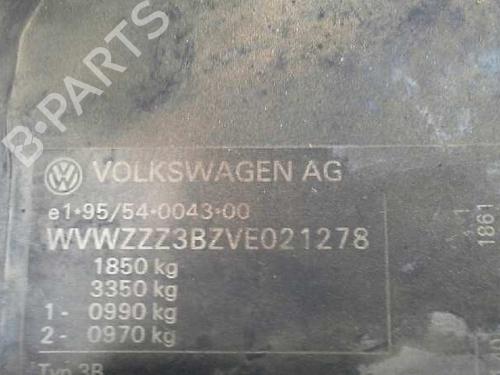 B-PARTS
VOLKSWAGEN AG
e1*95/54*0043*00
WVWZZZ3BZVE021278
1850 kg
3350 kg
1- 0990 kg
2- 0970 kg
Typ 3B
1861